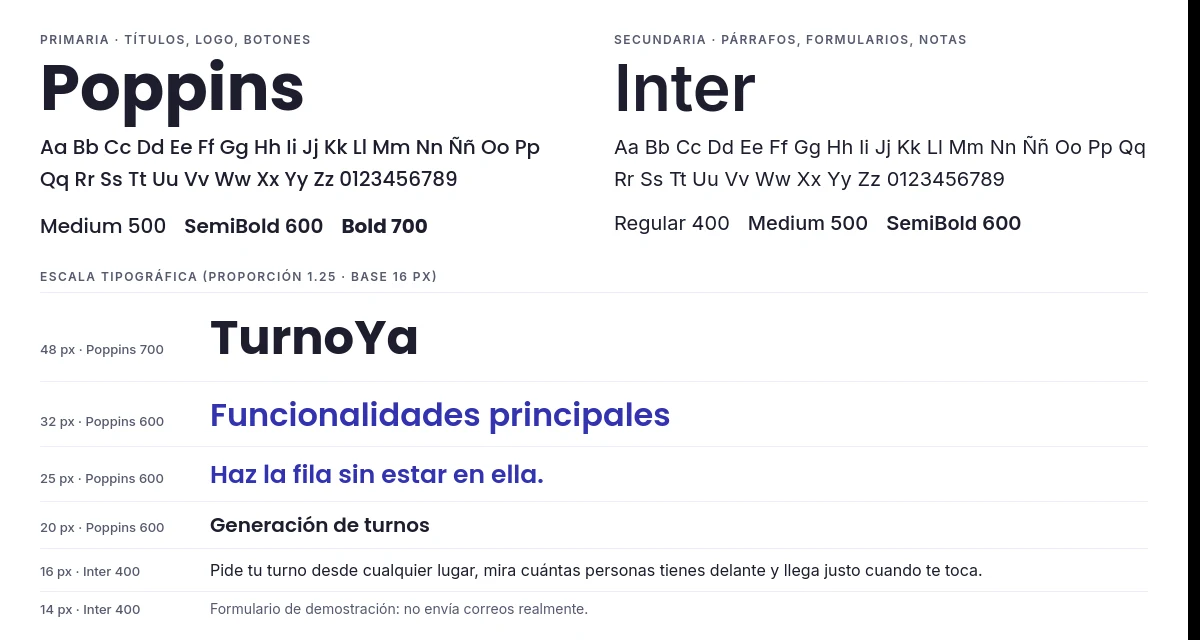 PRIMARIA · TÍTULOS, LOGO, BOTONES
Poppins
Aa Bb Cc Dd Ee Ff Gg Hh Ii Jj Kk Ll Mm Nn Ññ Oo Pp
Qq Rr Ss Tt Uu Vv Ww Xx Yy Zz 0123456789
Medium 500 SemiBold 600 Bold 700
SECUNDARIA · PÁRRAFOS, FORMULARIOS, NOTAS
Inter
Aa Bb Cc Dd Ee Ff Gg Hh Ii Jj Kk Ll Mm Nn Ññ Oo Pp Qq
Rr Ss Tt Uu Vv Ww Xx Yy Zz 0123456789
Regular 400 Medium 500 SemiBold 600
ESCALA TIPOGRÁFICA (PROPORCIÓN 1.25 · BASE 16 PX)
48 px · Poppins 700 TurnoYa
32 px · Poppins 600 Funcionalidades principales
25 px · Poppins 600 Haz la fila sin estar en ella.
20 px · Poppins 600 Generación de turnos
16 px · Inter 400 Pide tu turno desde cualquier lugar, mira cuántas personas tienes delante y llega justo cuando te toca.
14 px · Inter 400 Formulario de demostración: no envía correos realmente.